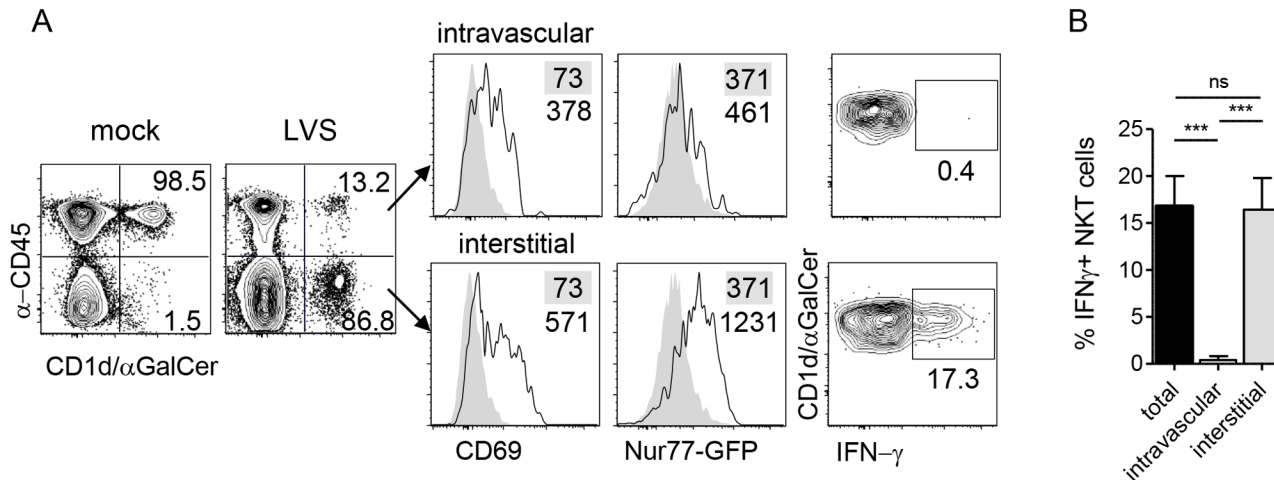 A
mock
98.5
1.5
LVS
13.2
86.8
α−CD45
CD1d/αGalCer
intravascular
73
378
371
461
0.4
interstitial
73
571
371
1231
17.3
CD1d/αGalCer
CD69
Nur77-GFP
IFN−γ
B
ns
***
***
25
20
15
10
5
0
% IFNγ+ NKT cells
total
intravascular
interstitial